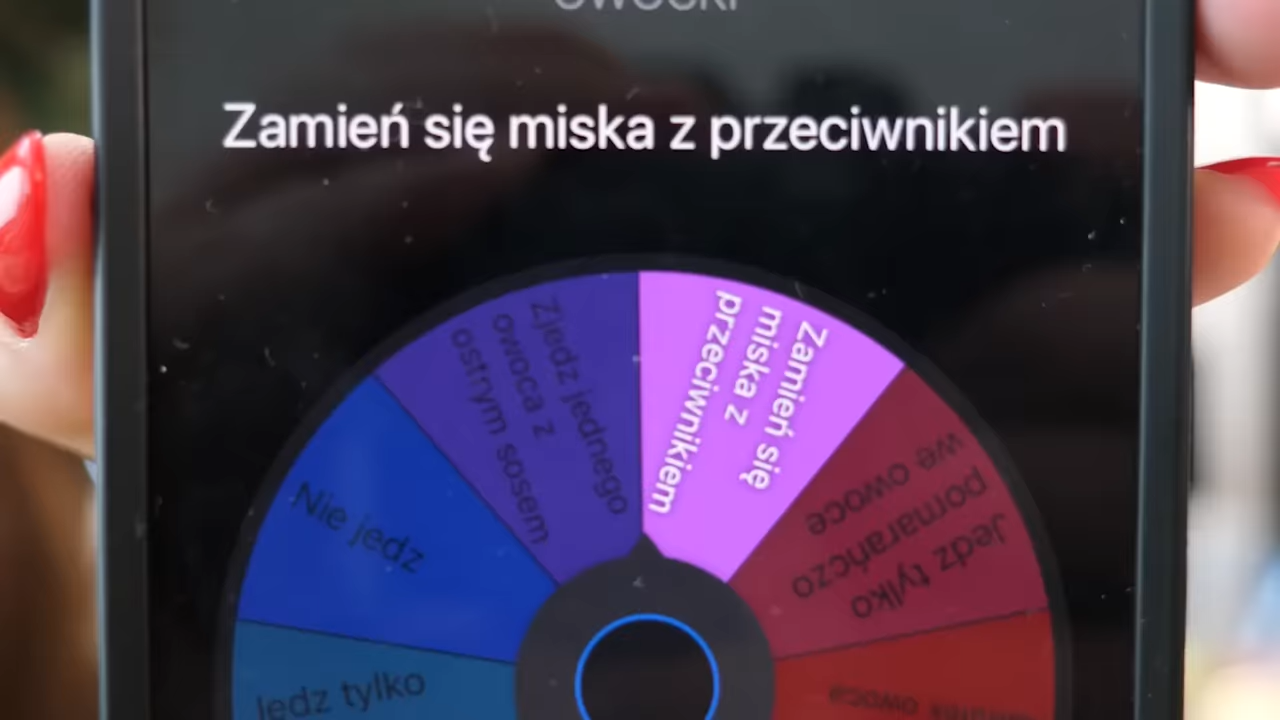 Zamień się miska z przeciwnikiem
Zjedz jednego
owoca z
ostrym sosem
Zamień się
miska z
przeciwnikiem
Nie jedz
Jedz tylko
pomarańczo
we owoce
Jedz tylko
owoca